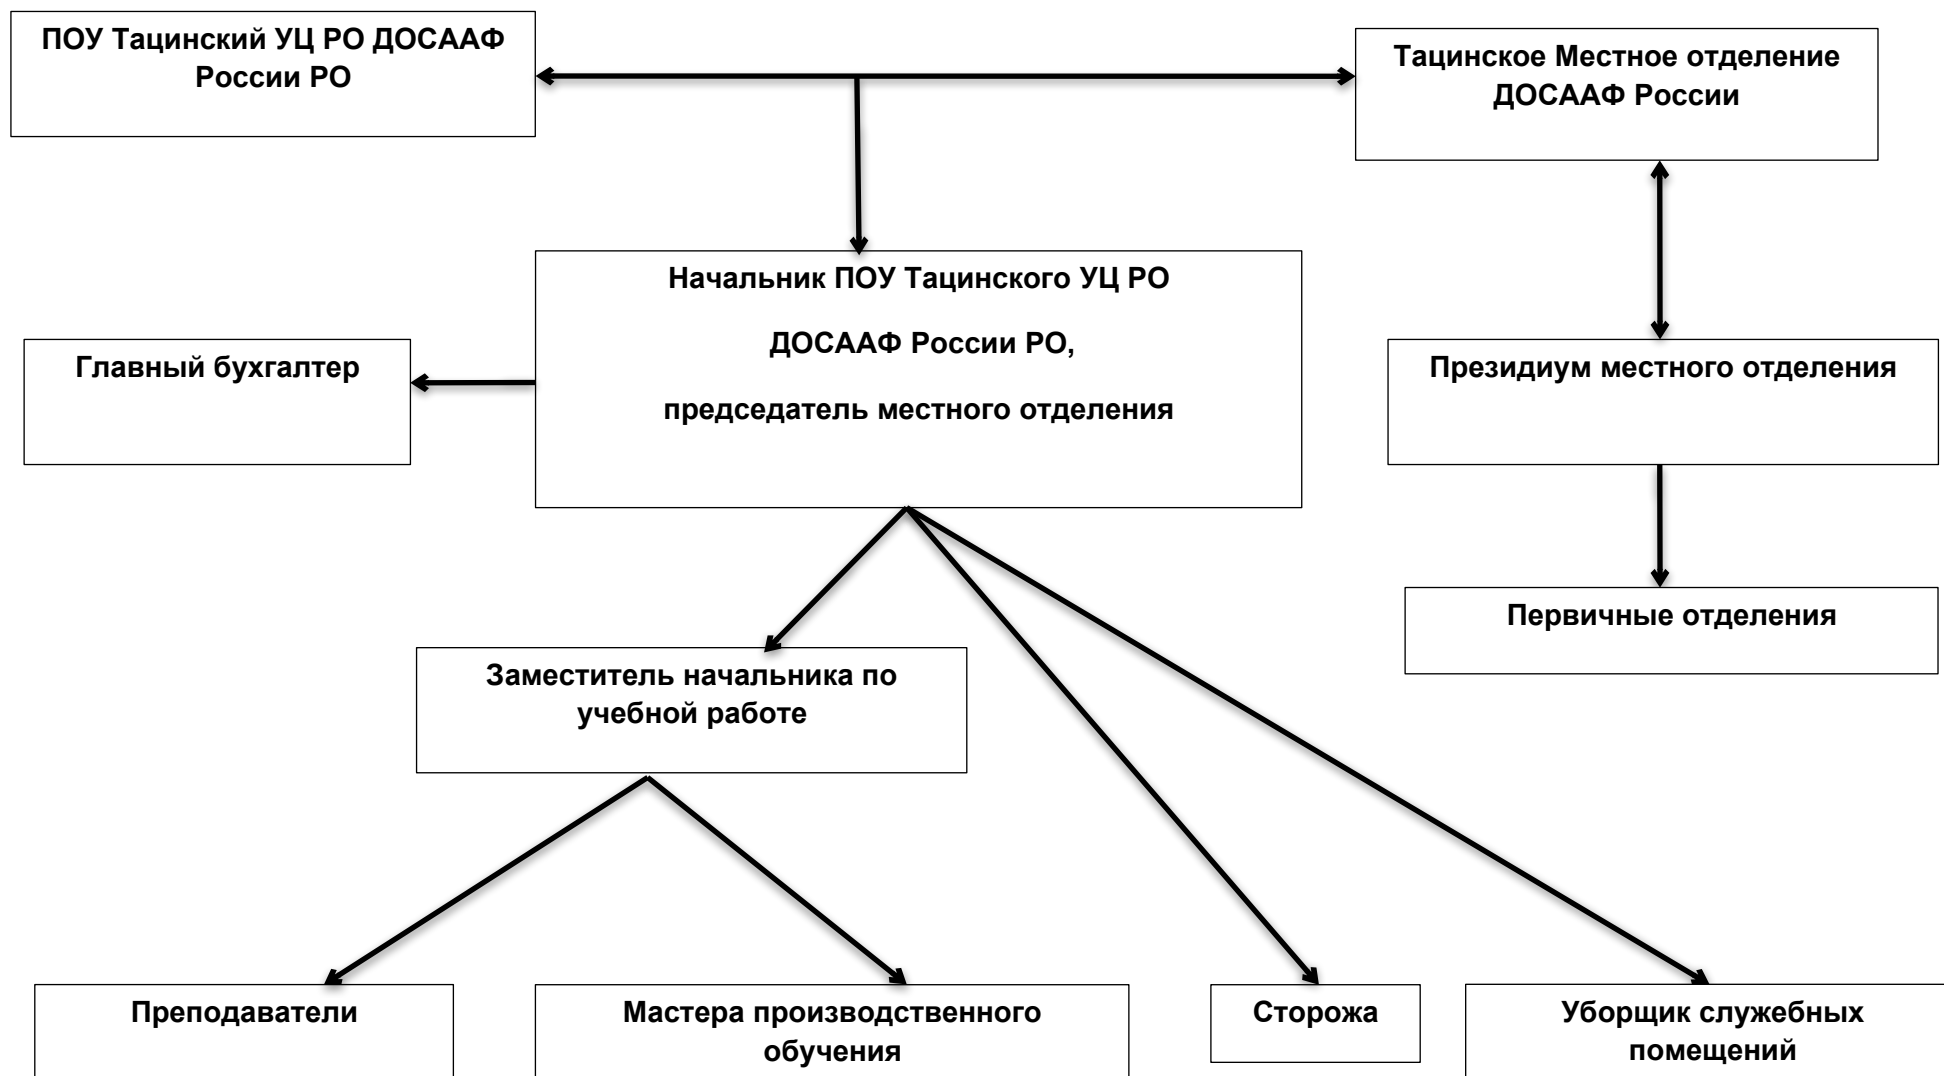 ПОУ Тацинский УЦ РО ДОСААФ
России РО
Тацинское Местное отделение
ДОСААФ России
Начальник ПОУ Тацинского УЦ РО
ДОСААФ России РО,
председатель местного отделения
Главный бухгалтер
Президиум местного отделения
Первичные отделения
Заместитель начальника по
учебной работе
Преподаватели
Мастера производственного
обучения
Сторожа
Уборщик служебных
помещений